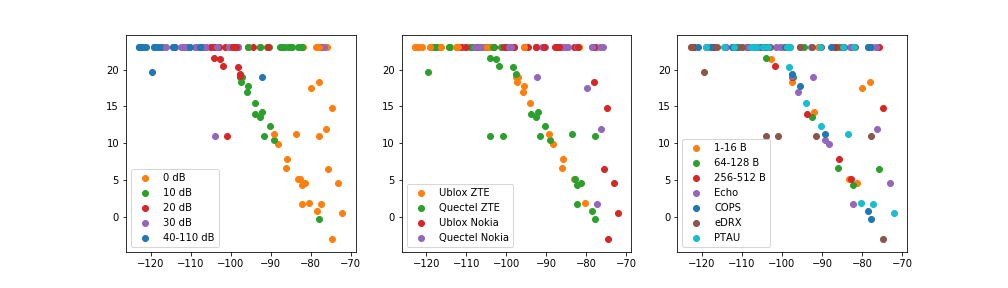 20
15
10
5
0
0 dB
10 dB
20 dB
30 dB
40-110 dB
−120
−100
−80
−70
20
15
10
5
0
Ublox ZTE
Quectel ZTE
Ublox Nokia
Quectel Nokia
−120
−110
−100
−90
−80
−70
20
15
10
5
0
1-16 B
64-128 B
256-512 B
Echo
COPS
eDRX
PTAU
−120
−110
−100
−90
−80
−70